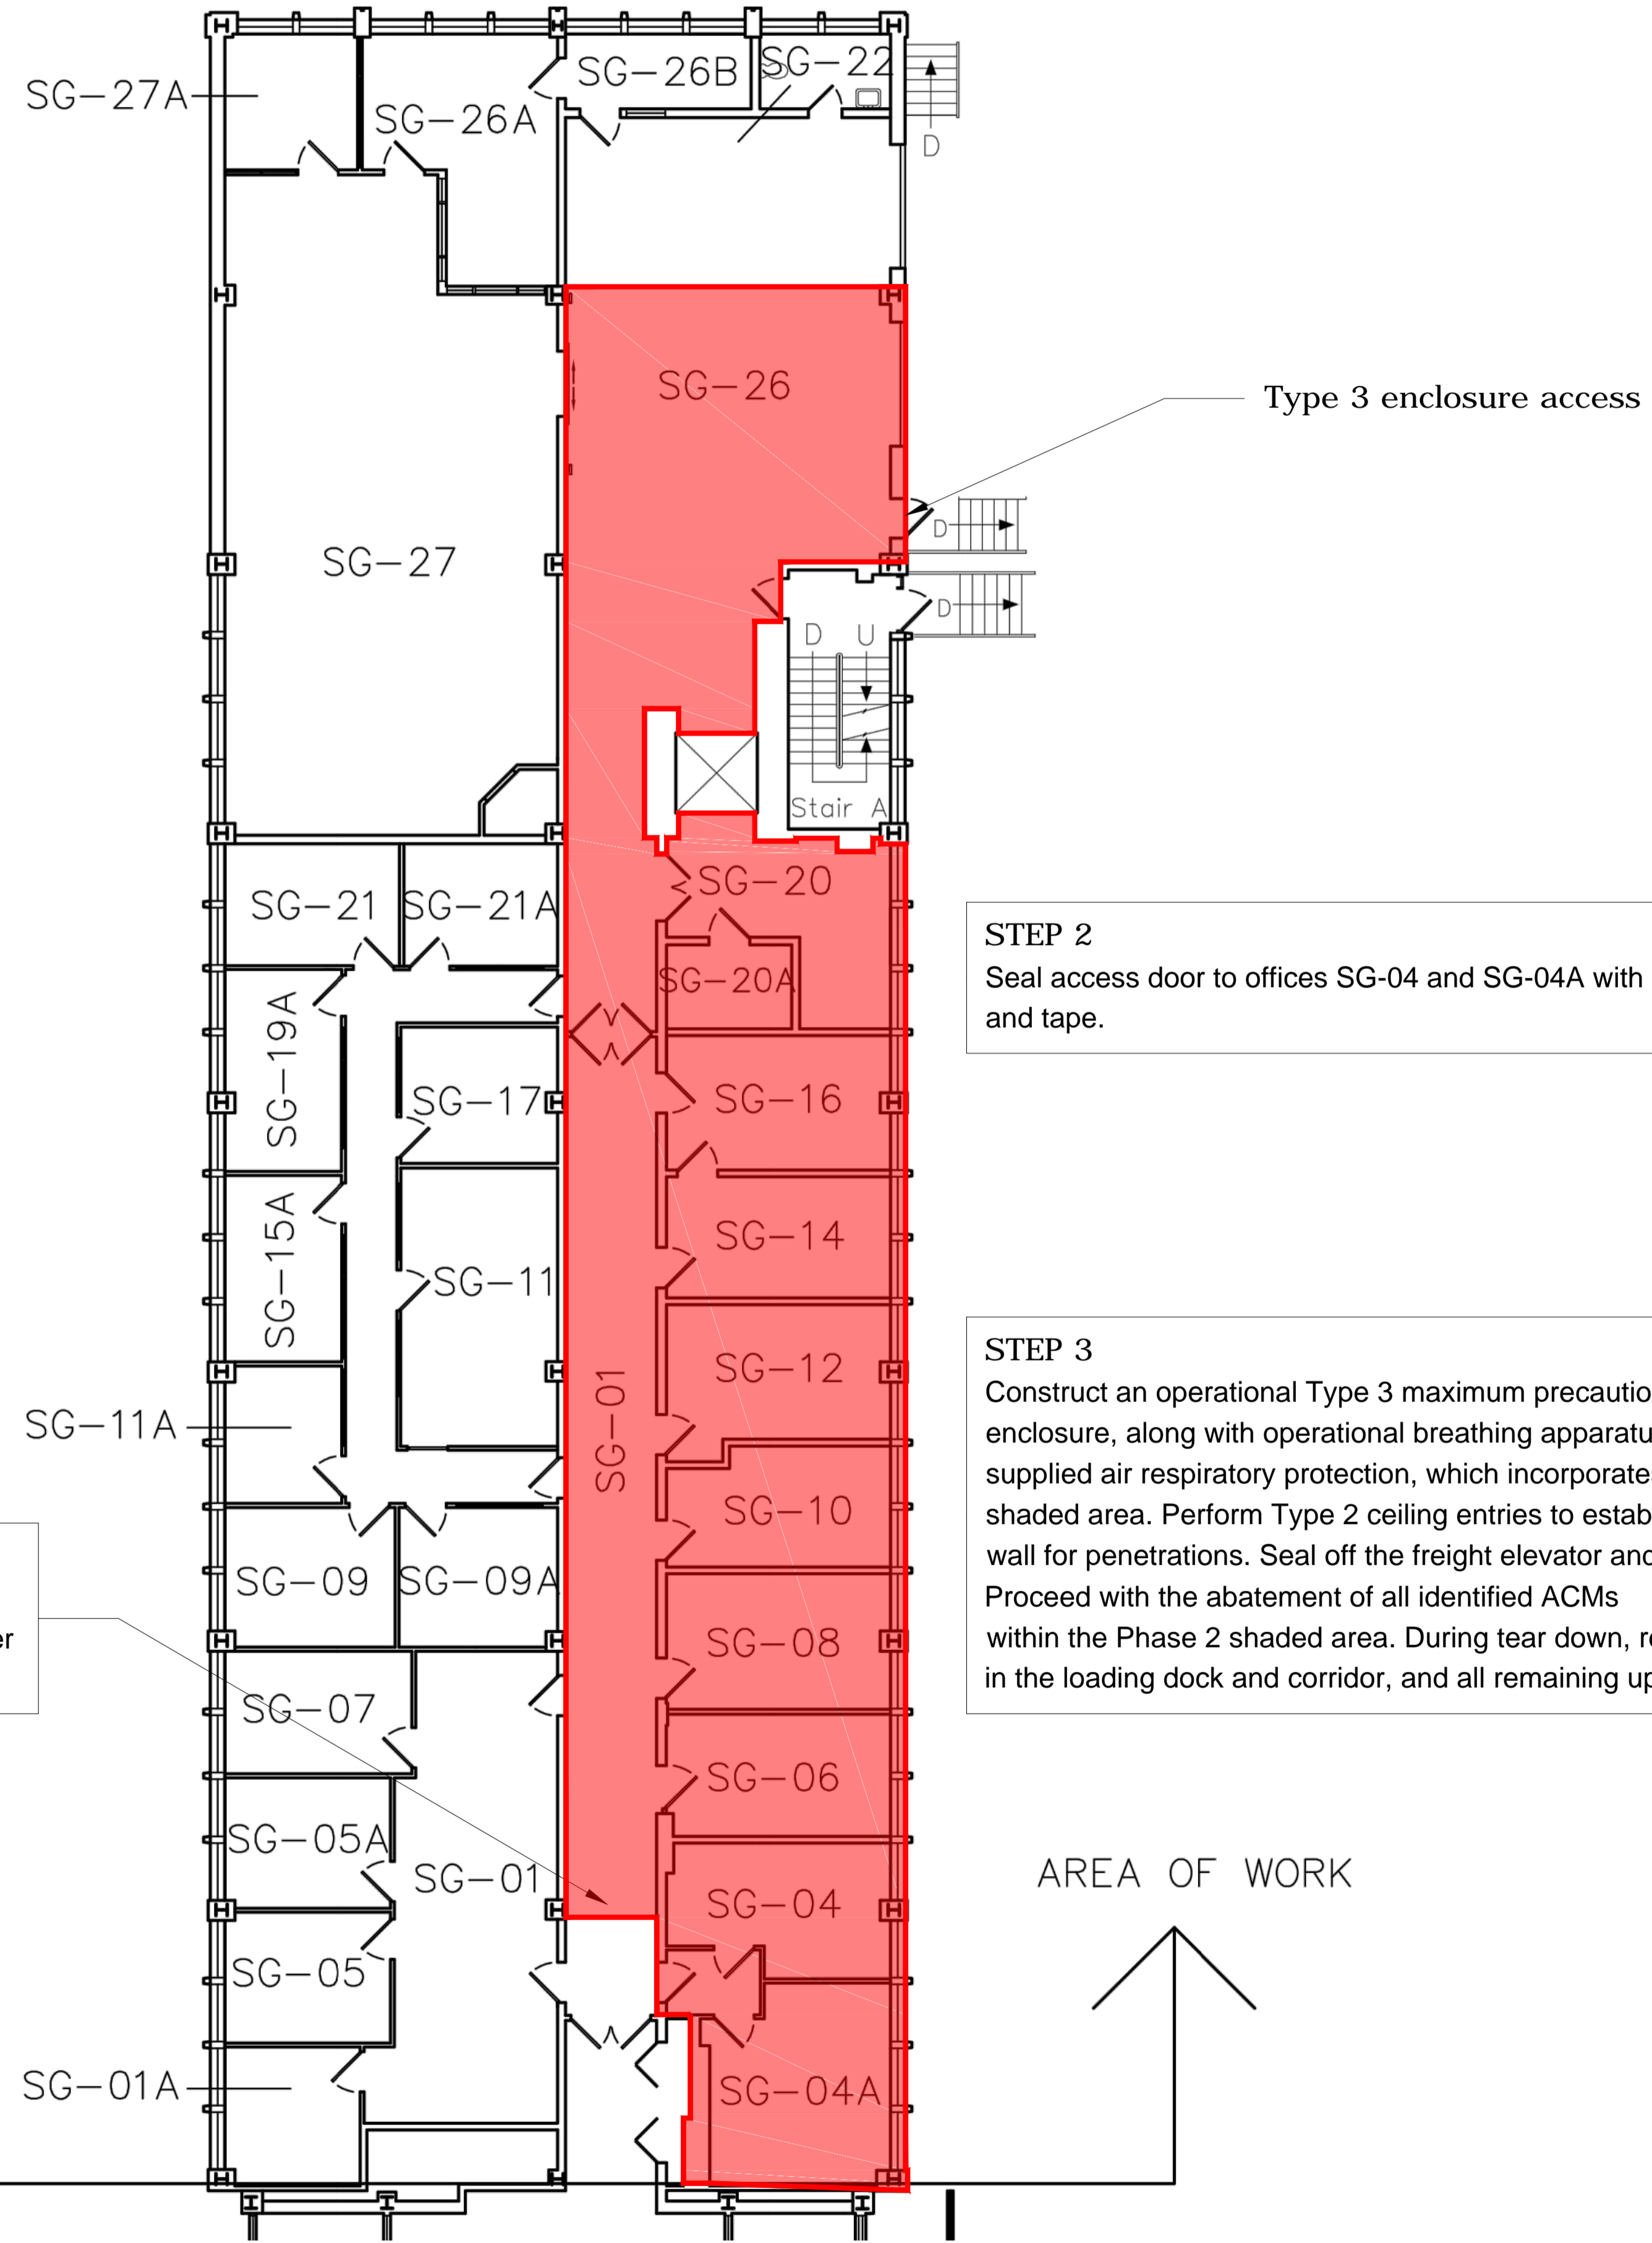 SG-27A
SG-26A
SG-26B
SG-22
D
SG-26
Type 3 enclosure access
D
D
SG-27
D U
Stair A
SG-21
SG-21A
SG-20
SG-20A
STEP 2
Seal access door to offices SG-04 and SG-04A with
and tape.
SG-19A
SG-17
SG-16
SG-15A
SG-14
SG-11
SG-12
STEP 3
Construct an operational Type 3 maximum precautio
enclosure, along with operational breathing apparatu
supplied air respiratory protection, which incorporate
shaded area. Perform Type 2 ceiling entries to estab
wall for penetrations. Seal off the freight elevator and
Proceed with the abatement of all identified ACMs
within the Phase 2 shaded area. During tear down, re
in the loading dock and corridor, and all remaining up
SG-11A
SG-01
SG-10
SG-09
SG-09A
er
SG-08
SG-07
SG-06
SG-05A
SG-01
SG-04
AREA OF WORK
SG-05
SG-01A
SG-04A